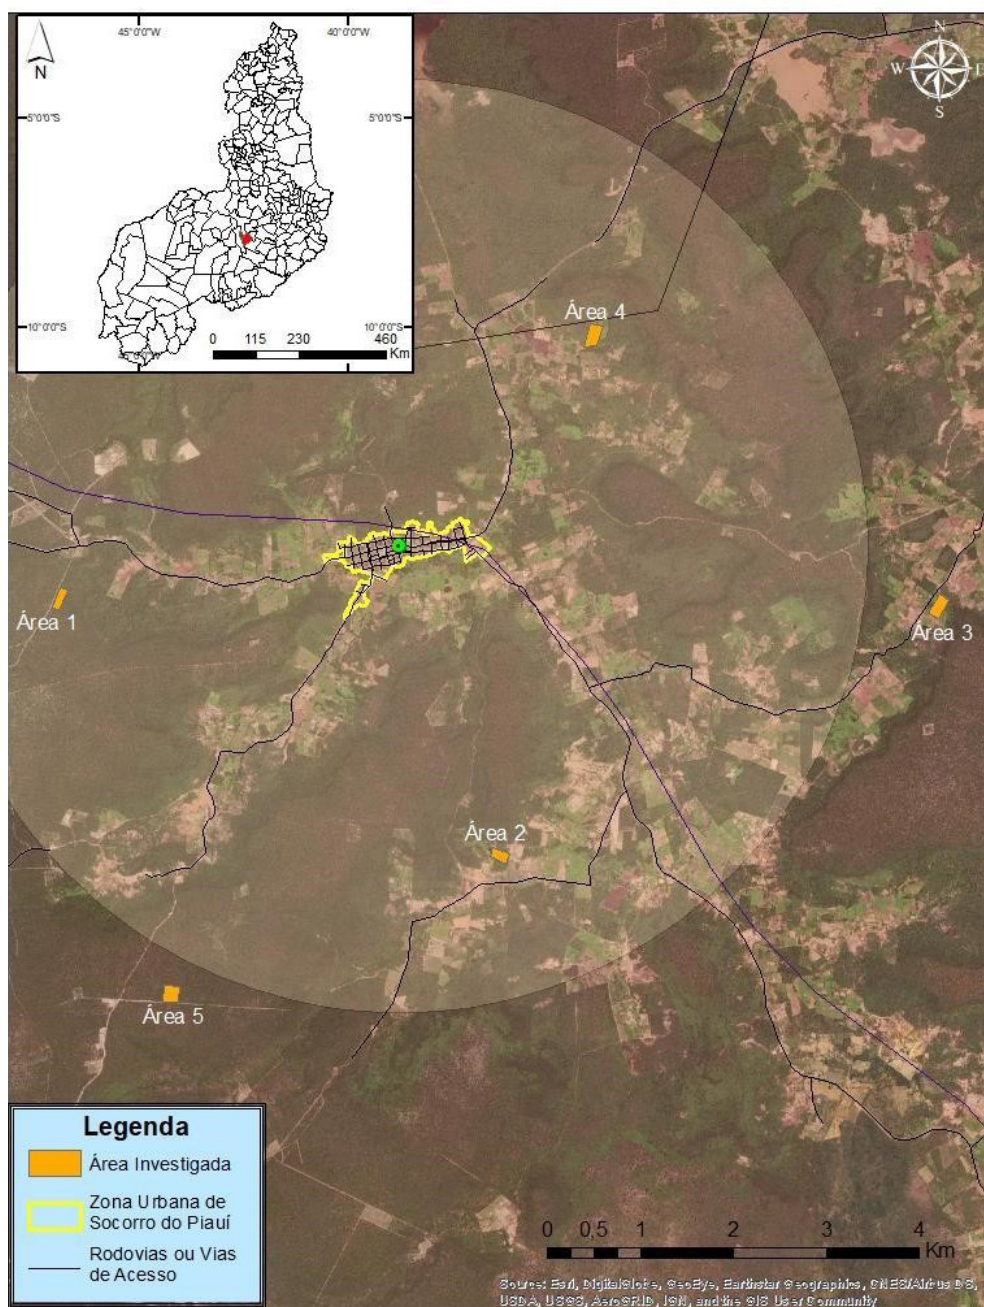 45°0'0"W
40°0'0"W
N
N
W
S
5°0'0"S
5°0'0"S
10°0'0"S
10°0'0"S
0 115 230 460
Km
Área 4
Área 1
Área 3
Área 2
Área 5
Legenda
Área Investigada
Zona Urbana de
Socorro do Piauí
Rodovias ou Vias
de Acesso
0 0,5 1 2 3 4
Km
Source: Esri, DigitalGlobe, GeoEye, Earthstar Geographics, CNES/Airbus DS,
USDA, USGS, AeroGRID, IGN, and the GIS User Community